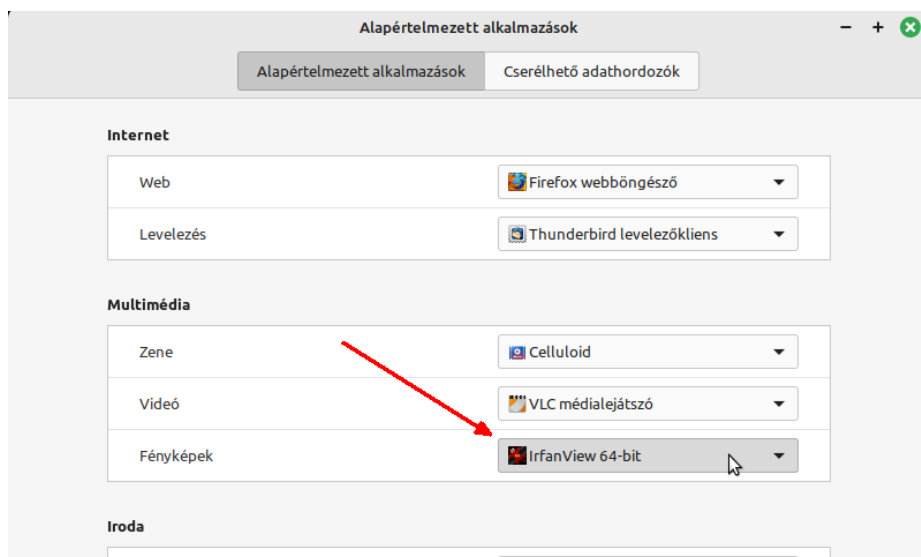 Alapértelmezett alkalmazások
Alapértelmezett alkalmazások Cserélhető adathordozók
Internet
Web Firefox webböngésző
Levelezés Thunderbird levelezőkliens
Multimédia
Zene Celluloid
Videó VLC médialejátszó
Fényképek IrfanView 64-bit
Iroda